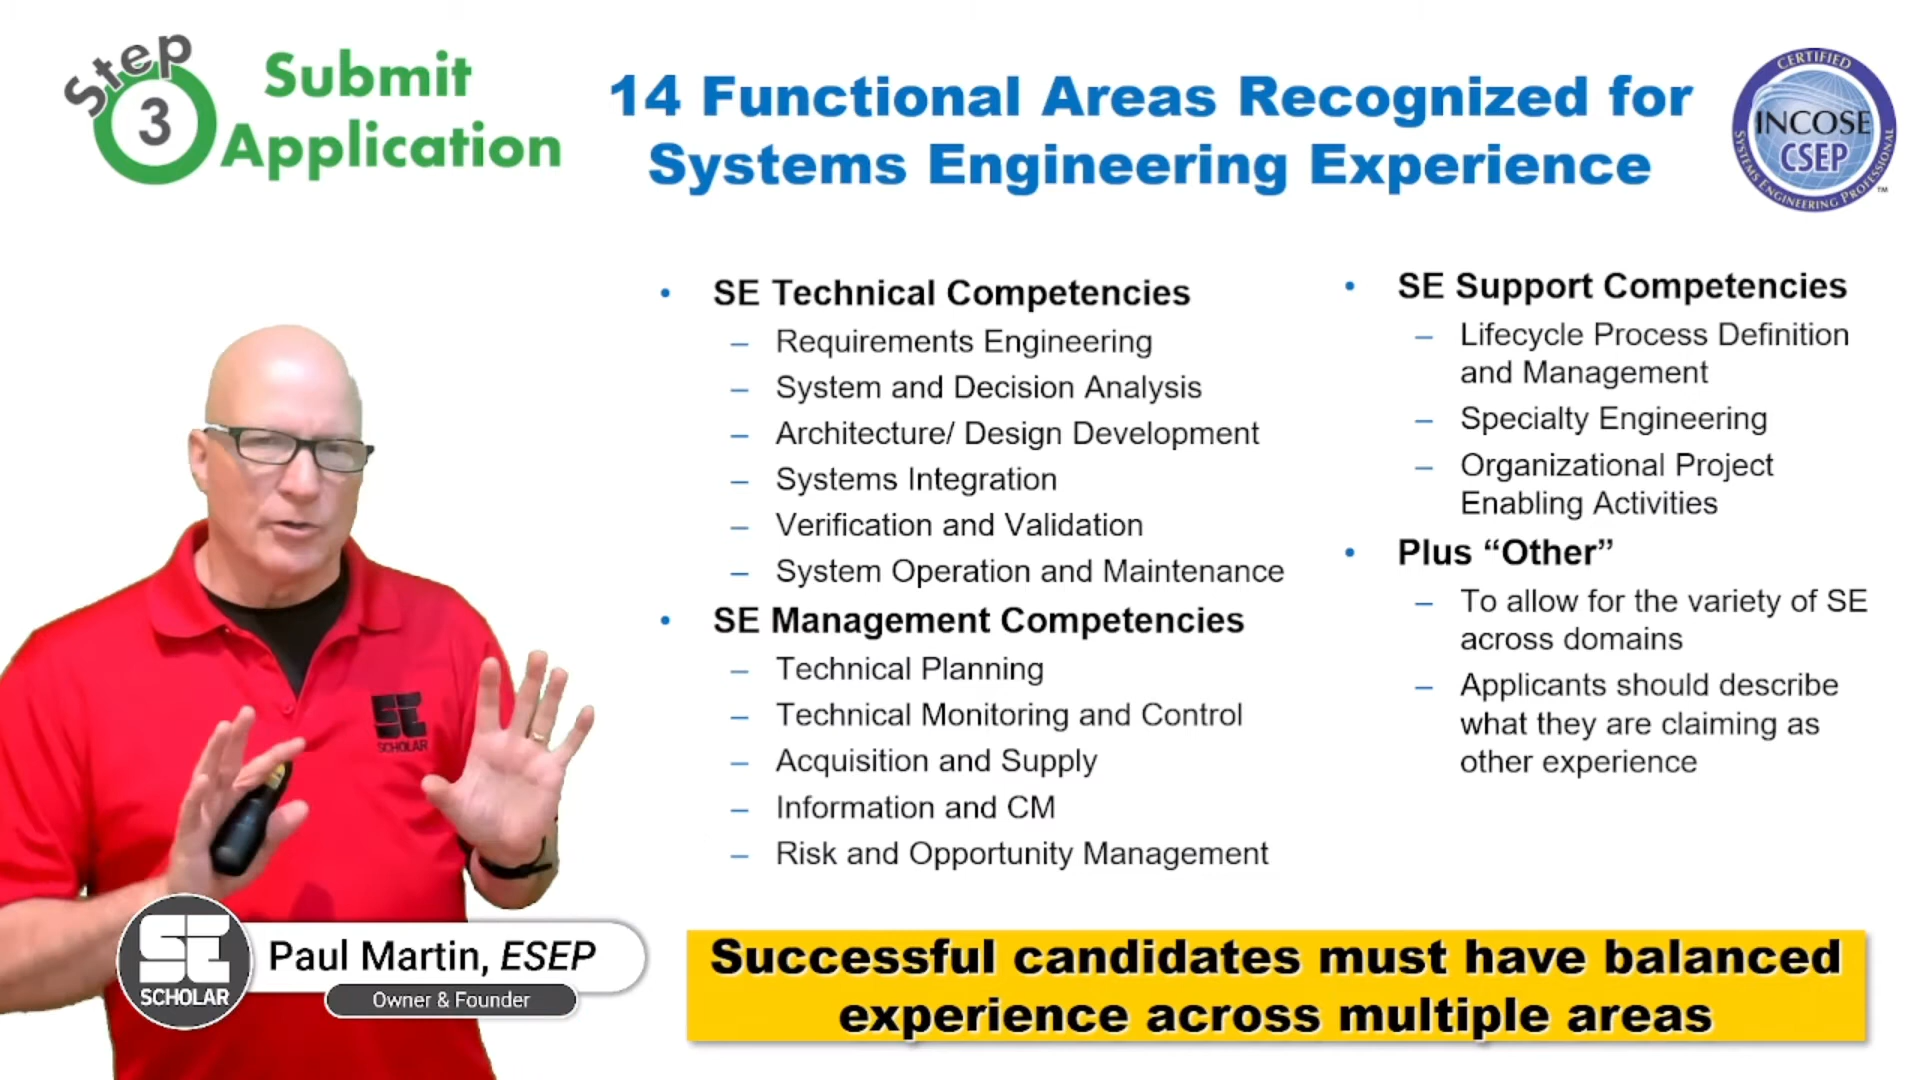 Step
3
Submit
Application
14 Functional Areas Recognized for
Systems Engineering Experience
CERTIFIED
INCOSE
CSEP
SYSTEMS ENGINEERING PROFESSIONAL
™
• SE Technical Competencies
– Requirements Engineering
– System and Decision Analysis
– Architecture/ Design Development
– Systems Integration
– Verification and Validation
– System Operation and Maintenance
• SE Management Competencies
– Technical Planning
– Technical Monitoring and Control
– Acquisition and Supply
– Information and CM
– Risk and Opportunity Management
• SE Support Competencies
– Lifecycle Process Definition
and Management
– Specialty Engineering
– Organizational Project
Enabling Activities
• Plus “Other”
– To allow for the variety of SE
across domains
– Applicants should describe
what they are claiming as
other experience
SE
SCHOLAR
SE
SCHOLAR
Paul Martin, ESEP
Owner & Founder
Successful candidates must have balanced
experience across multiple areas